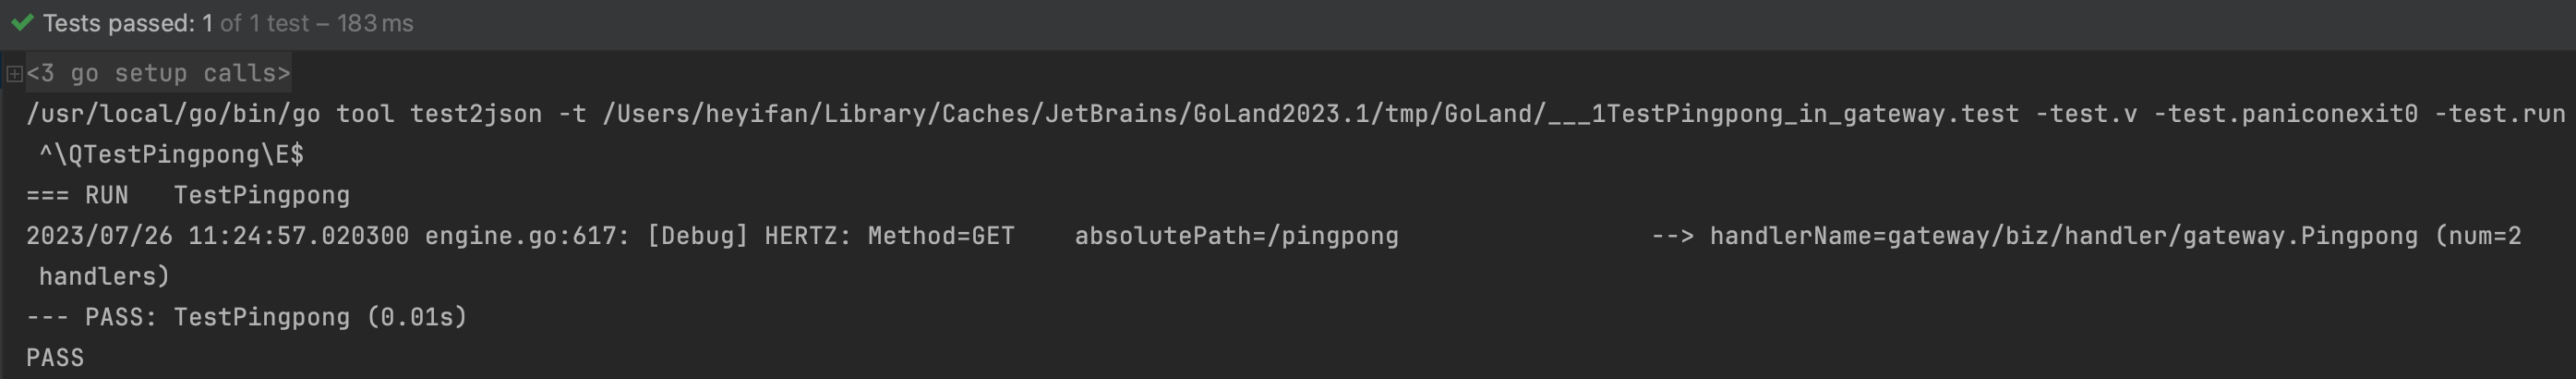 Tests passed: 1 of 1 test – 183 ms
<3 go setup calls>
/usr/local/go/bin/go tool test2json -t /Users/heyifan/Library/Caches/JetBrains/GoLand2023.1/tmp/GoLand/___1TestPingpong_in_gateway.test -test.v -test.paniconexit0 -test.run
^\QTestPingpong\E$
=== RUN   TestPingpong
2023/07/26 11:24:57.020300 engine.go:617: [Debug] HERTZ: Method=GET    absolutePath=/pingpong                 --> handlerName=gateway/biz/handler/gateway.Pingpong (num=2
handlers)
--- PASS: TestPingpong (0.01s)
PASS